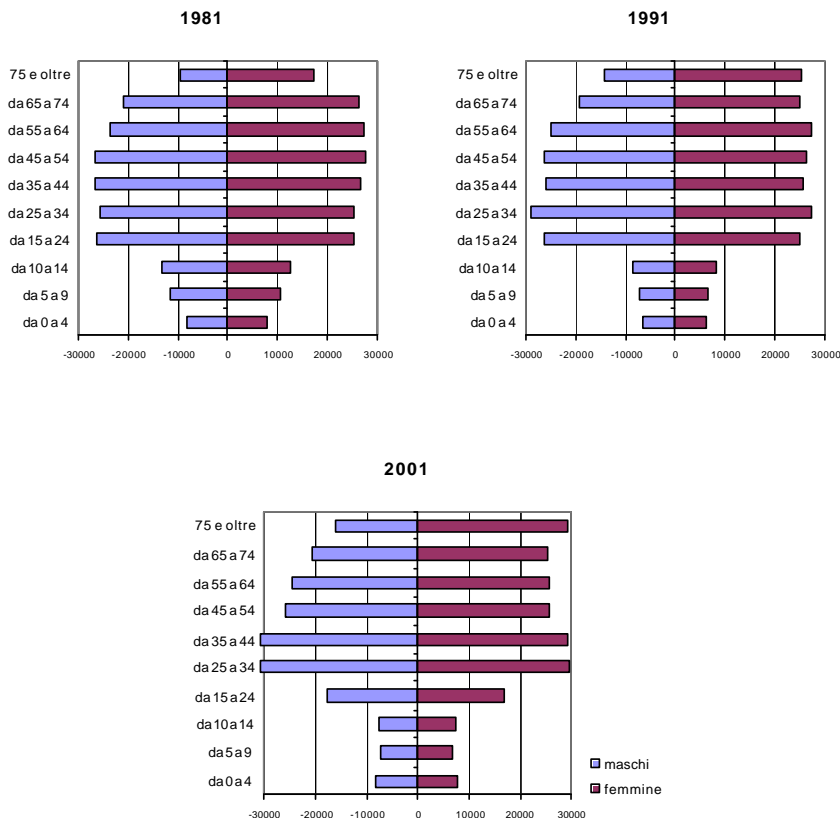 1981
75 e oltre
da 65 a 74
da 55 a 64
da 45 a 54
da 35 a 44
da 25 a 34
da 15 a 24
da 10 a 14
da 5 a 9
da 0 a 4
-30000 -20000 -10000 0 10000 20000 30000
1991
75 e oltre
da 65 a 74
da 55 a 64
da 45 a 54
da 35 a 44
da 25 a 34
da 15 a 24
da 10 a 14
da 5 a 9
da 0 a 4
-30000 -20000 -10000 0 10000 20000 30000
2001
75 e oltre
da 65 a 74
da 55 a 64
da 45 a 54
da 35 a 44
da 25 a 34
da 15 a 24
da 10 a 14
da 5 a 9
da 0 a 4
-30000 -20000 -10000 0 10000 20000 30000
maschi
femmine